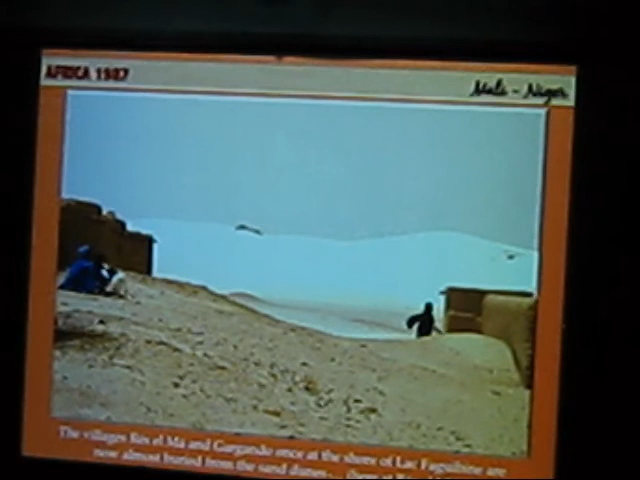 AFRICA 1987
Mali - Niger
The villages Râs el Mâ and Gargando once at the shore of Lac Faguibine are
now almost buried from the sand dunes...